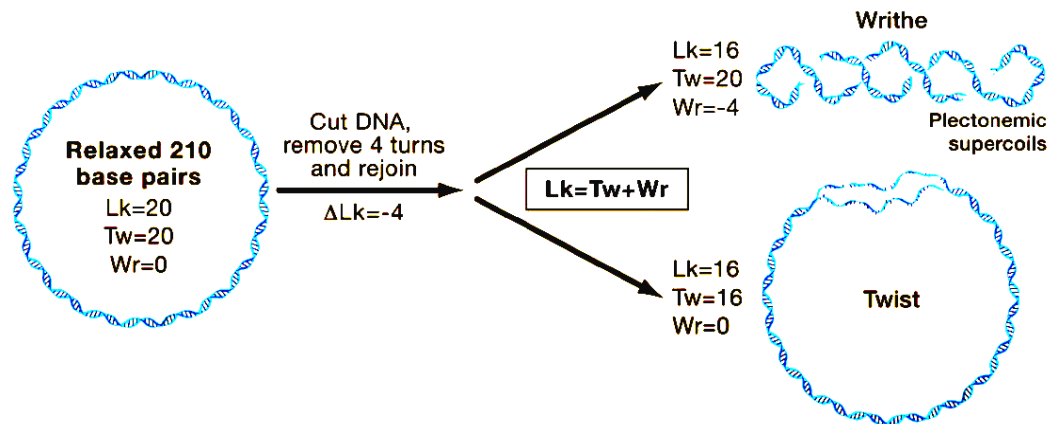 Relaxed 210
base pairs
Lk=20
Tw=20
Wr=0
Cut DNA,
remove 4 turns
and rejoin
ΔLk=-4
Lk=Tw+Wr
Lk=16
Tw=20
Wr=-4
Writhe
Plectonemic
supercoils
Lk=16
Tw=16
Wr=0
Twist